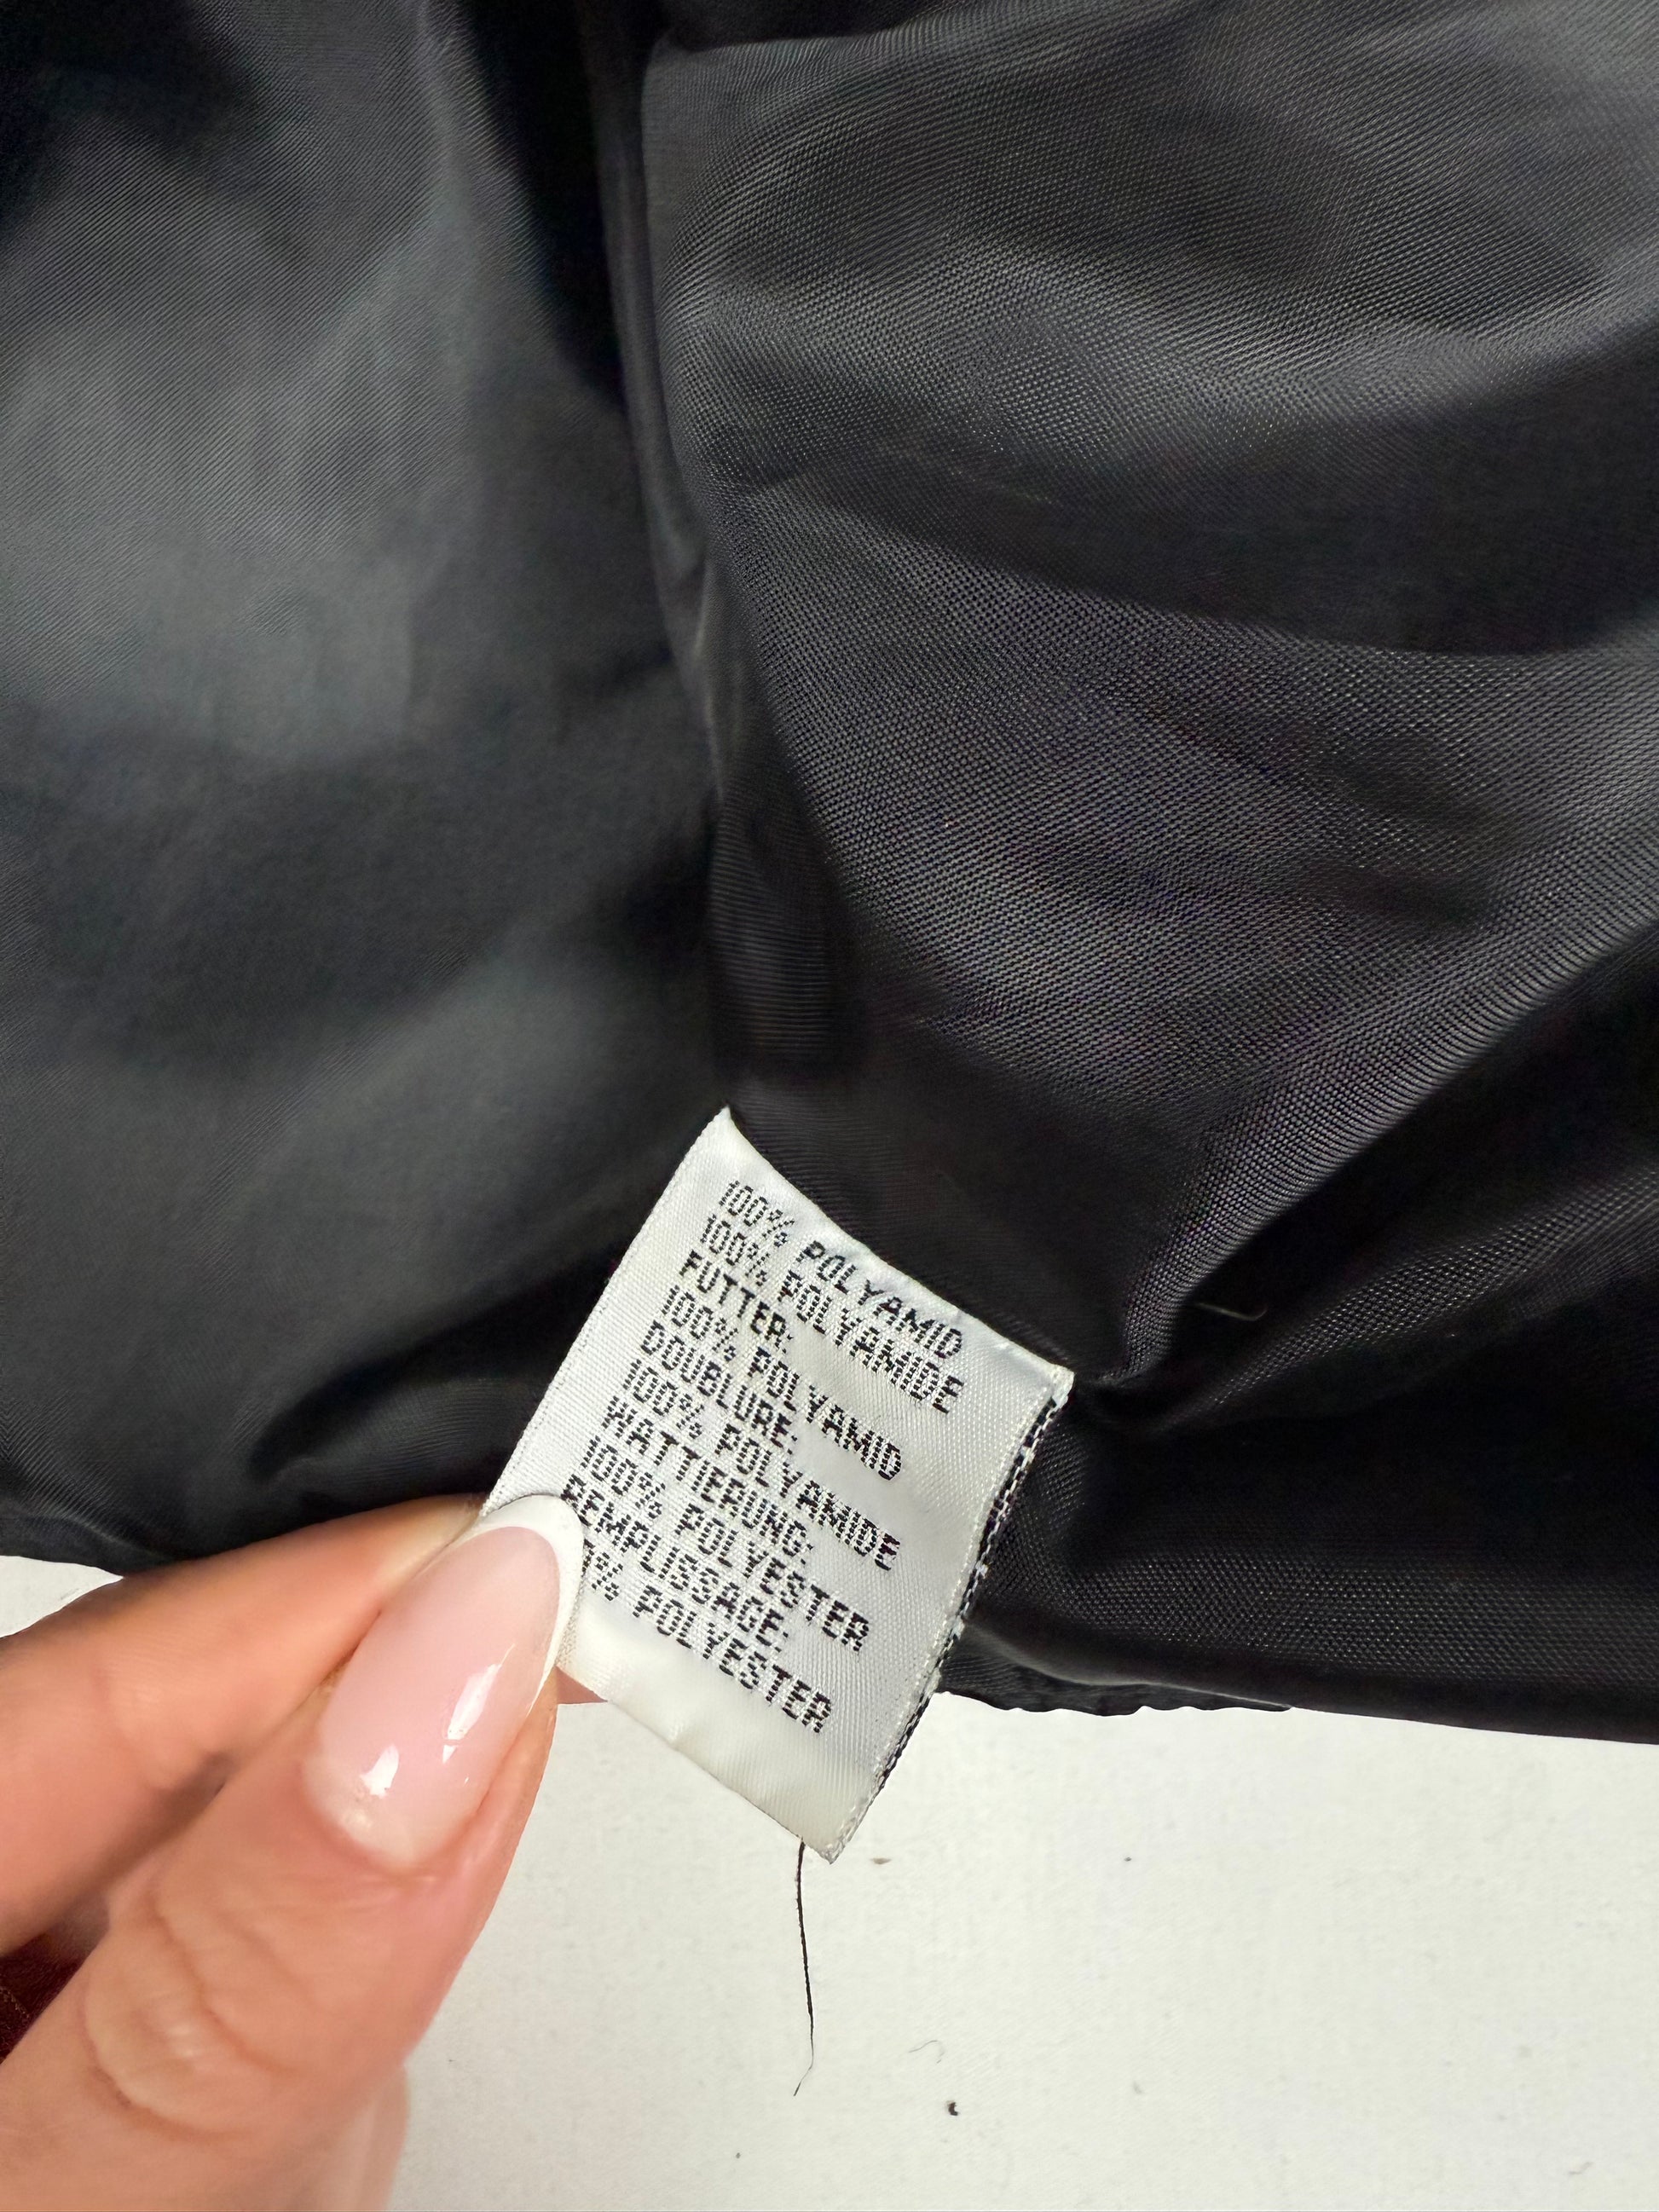 100% POLYAMID
100% POLYAMIDE
FUTTER:
100% POLYAMID
DOUBLURE:
100% POLYAMIDE
WATTIERUNG:
100% POLYESTER
REMPLISSAGE:
POLYESTER